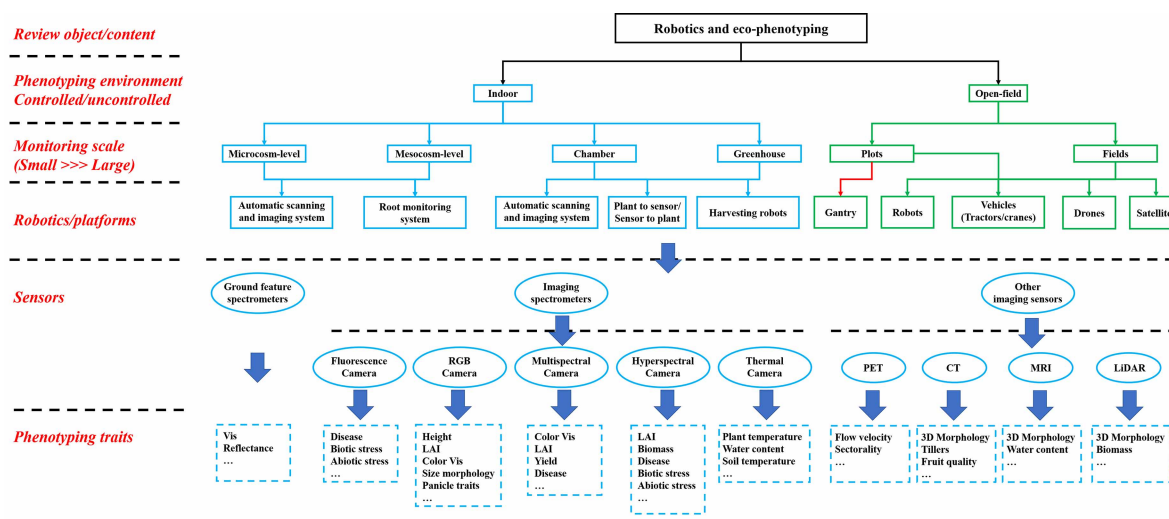 Review object/content
Robotics and eco-phenotyping
Phenotyping environment
Controlled/uncontrolled
Indoor
Open-field
Monitoring scale
(Small >>> Large)
Microcosm-level
Mesocosm-level
Chamber
Greenhouse
Plots
Fields
Robotics/platforms
Automatic scanning
and imaging system
Root monitoring
system
Automatic scanning
and imaging system
Plant to sensor/
Sensor to plant
Harvesting robots
Gantry
Robots
Vehicles
(Tractors/cranes)
Drones
Satellite
Sensors
Ground feature
spectrometers
Imaging
spectrometers
Other
imaging sensors
Fluorescence
Camera
RGB
Camera
Multispectral
Camera
Hyperspectral
Camera
Thermal
Camera
PET
CT
MRI
LiDAR
Phenotyping traits
Vis
Reflectance
…
Disease
Biotic stress
Abiotic stress
…
Height
LAI
Color Vis
Size morphology
Panicle traits
…
Color Vis
LAI
Yield
Disease
…
LAI
Biomass
Disease
Biotic stress
Abiotic stress
…
Plant temperature
Water content
Soil temperature
…
Flow velocity
Sectorality
…
3D Morphology
Tillers
Fruit quality
…
3D Morphology
Water content
…
3D Morphology
Biomass
…